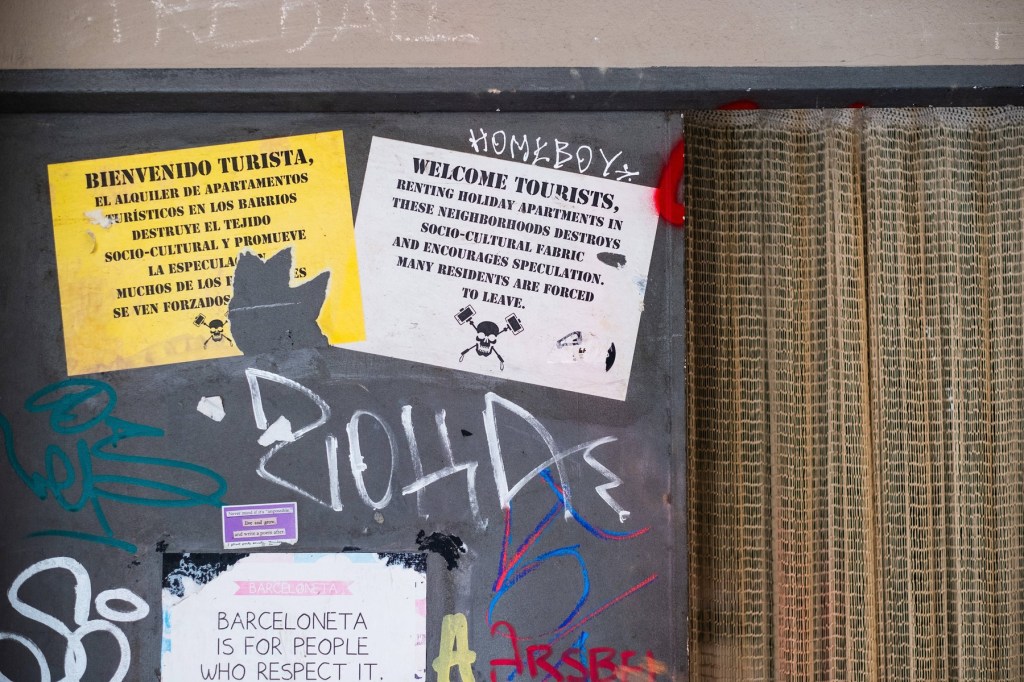 HOMEBOYZ
BIENVENIDO TURISTA,
EL ALQUILER DE APARTAMENTOS
TURÍSTICOS EN LOS BARRIOS
DESTRUYE EL TEJIDO
SOCIO-CULTURAL Y PROMUEVE
LA ESPECULACIÓN
MUCHOS DE LOS
SE VEN FORZADOS
WELCOME TOURISTS,
RENTING HOLIDAY APARTMENTS IN
THESE NEIGHBORHOODS DESTROYS
SOCIO-CULTURAL FABRIC
AND ENCOURAGES SPECULATION.
MANY RESIDENTS ARE FORCED
TO LEAVE.
BARCELONETA
BARCELONETA
IS FOR PEOPLE
WHO RESPECT IT.
A